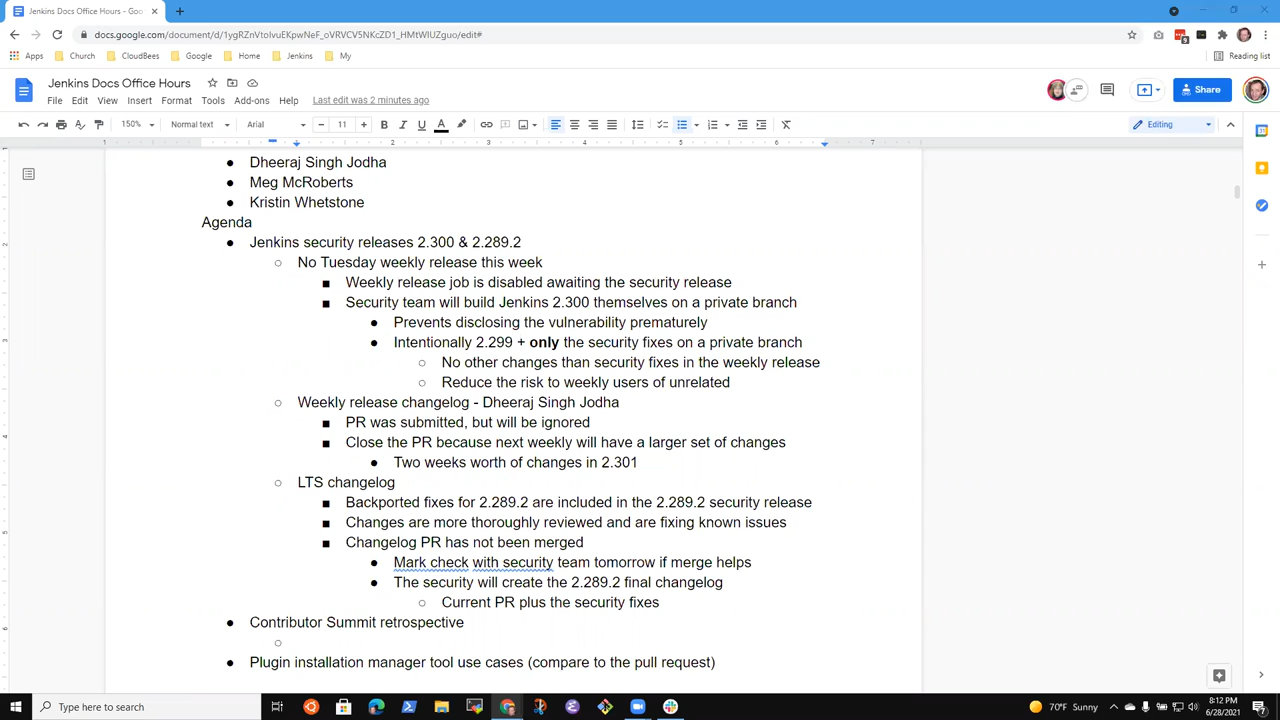 Jenkins Docs Office Hours - Goo
docs.google.com/document/d/1ygRZnVtoIvuEKpwNeF_oVRVCV5NKcZD1_HMtWIUZguo/edit#
Apps Church CloudBees Google Home Jenkins My Reading list
Jenkins Docs Office Hours
File Edit View Insert Format Tools Add-ons Help Last edit was 2 minutes ago
Share
150% Normal text Arial 11 B I U A Editing
1 1 2 3 4 5 6 7
Dheeraj Singh Jodha
Meg McRoberts
Kristin Whetstone
Agenda
Jenkins security releases 2.300 & 2.289.2
No Tuesday weekly release this week
Weekly release job is disabled awaiting the security release
Security team will build Jenkins 2.300 themselves on a private branch
Prevents disclosing the vulnerability prematurely
Intentionally 2.299 + only the security fixes on a private branch
No other changes than security fixes in the weekly release
Reduce the risk to weekly users of unrelated
Weekly release changelog - Dheeraj Singh Jodha
PR was submitted, but will be ignored
Close the PR because next weekly will have a larger set of changes
Two weeks worth of changes in 2.301
LTS changelog
Backported fixes for 2.289.2 are included in the 2.289.2 security release
Changes are more thoroughly reviewed and are fixing known issues
Changelog PR has not been merged
Mark check with security team tomorrow if merge helps
The security will create the 2.289.2 final changelog
Current PR plus the security fixes
Contributor Summit retrospective
Plugin installation manager tool use cases (compare to the pull request)
Type here to search
70°F Sunny
8:12 PM
6/28/2021